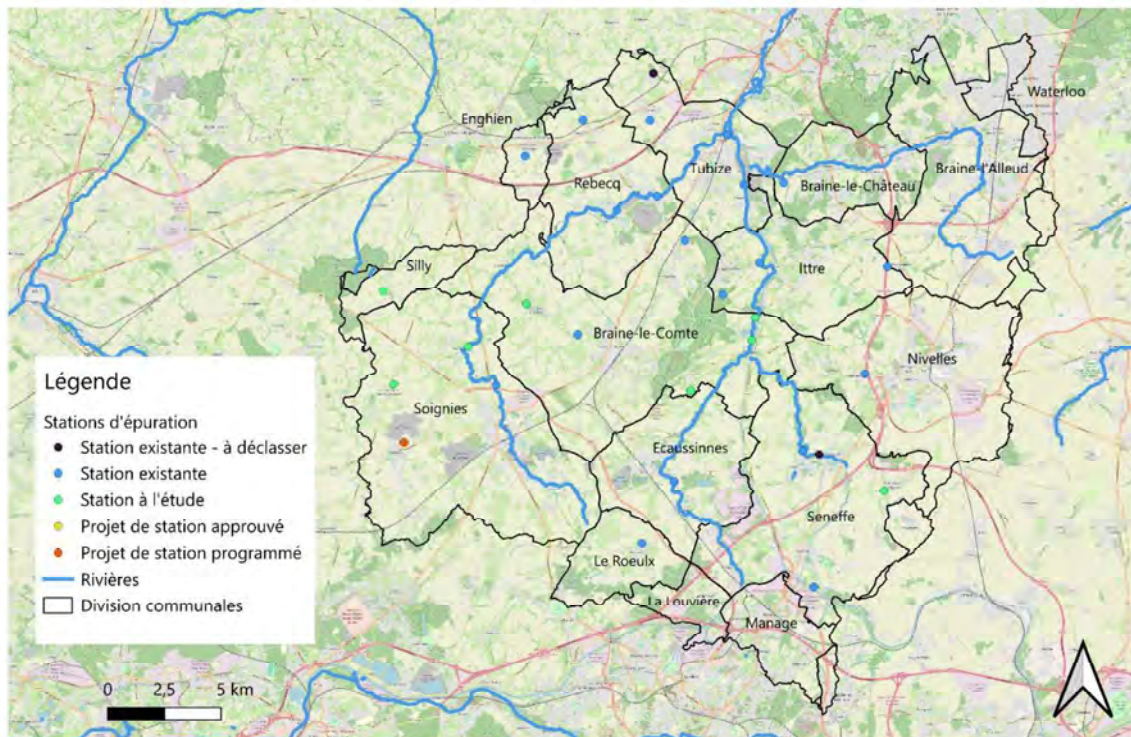 Waterloo
Enghien
Tubize
Braine-l'Alleud
Rebecq
Braine-le-Château
Silly
Ittre
Braine-le-Comte
Nivelles
Soignies
Ecaussinnes
Seneffe
Le Roeulx
La Louvière
Manage
Légende
Stations d'épuration
Station existante - à déclasser
Station existante
Station à l'étude
Projet de station approuvé
Projet de station programmé
Rivières
Division communales
0 2,5 5 km